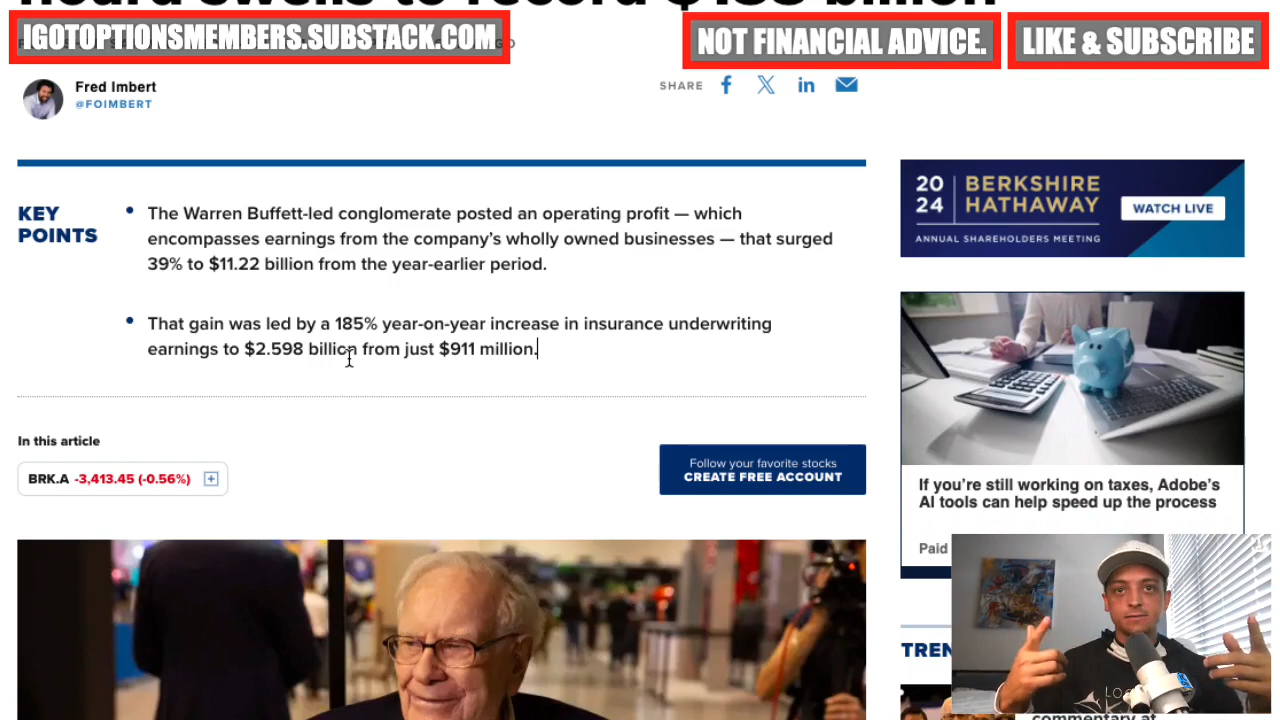 IGOTOPTIONSMEMBERS.SUBSTACK.COM
NOT FINANCIAL ADVICE.
LIKE & SUBSCRIBE
Fred Imbert
@FOIMBERT
SHARE
KEY
POINTS
The Warren Buffett-led conglomerate posted an operating profit — which
encompasses earnings from the company's wholly owned businesses — that surged
39% to $11.22 billion from the year-earlier period.
That gain was led by a 185% year-on-year increase in insurance underwriting
earnings to $2.598 billion from just $911 million.
20
24
BERKSHIRE
HATHAWAY
WATCH LIVE
ANNUAL SHAREHOLDERS MEETING
In this article
BRK.A -3,413.45 (-0.56%)
Follow your favorite stocks
CREATE FREE ACCOUNT
If you're still working on taxes, Adobe's
AI tools can help speed up the process
Paid